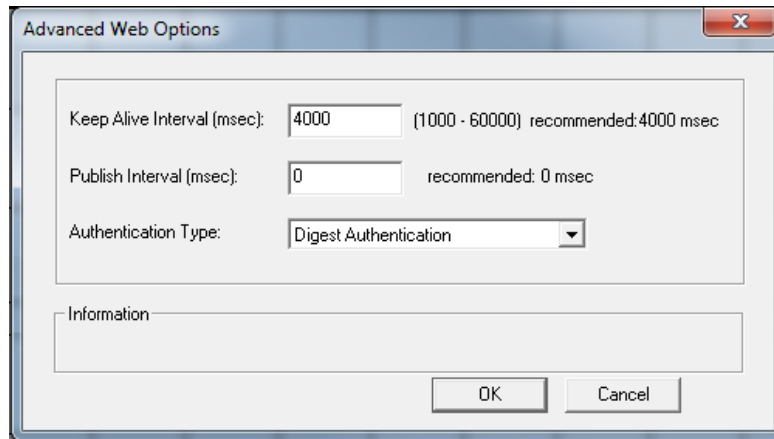 Advanced Web Options
Keep Alive Interval (msec): 4000 (1000 - 60000) recommended:4000 msec
Publish Interval (msec): 0 recommended: 0 msec
Authentication Type: Digest Authentication
Information
OK Cancel